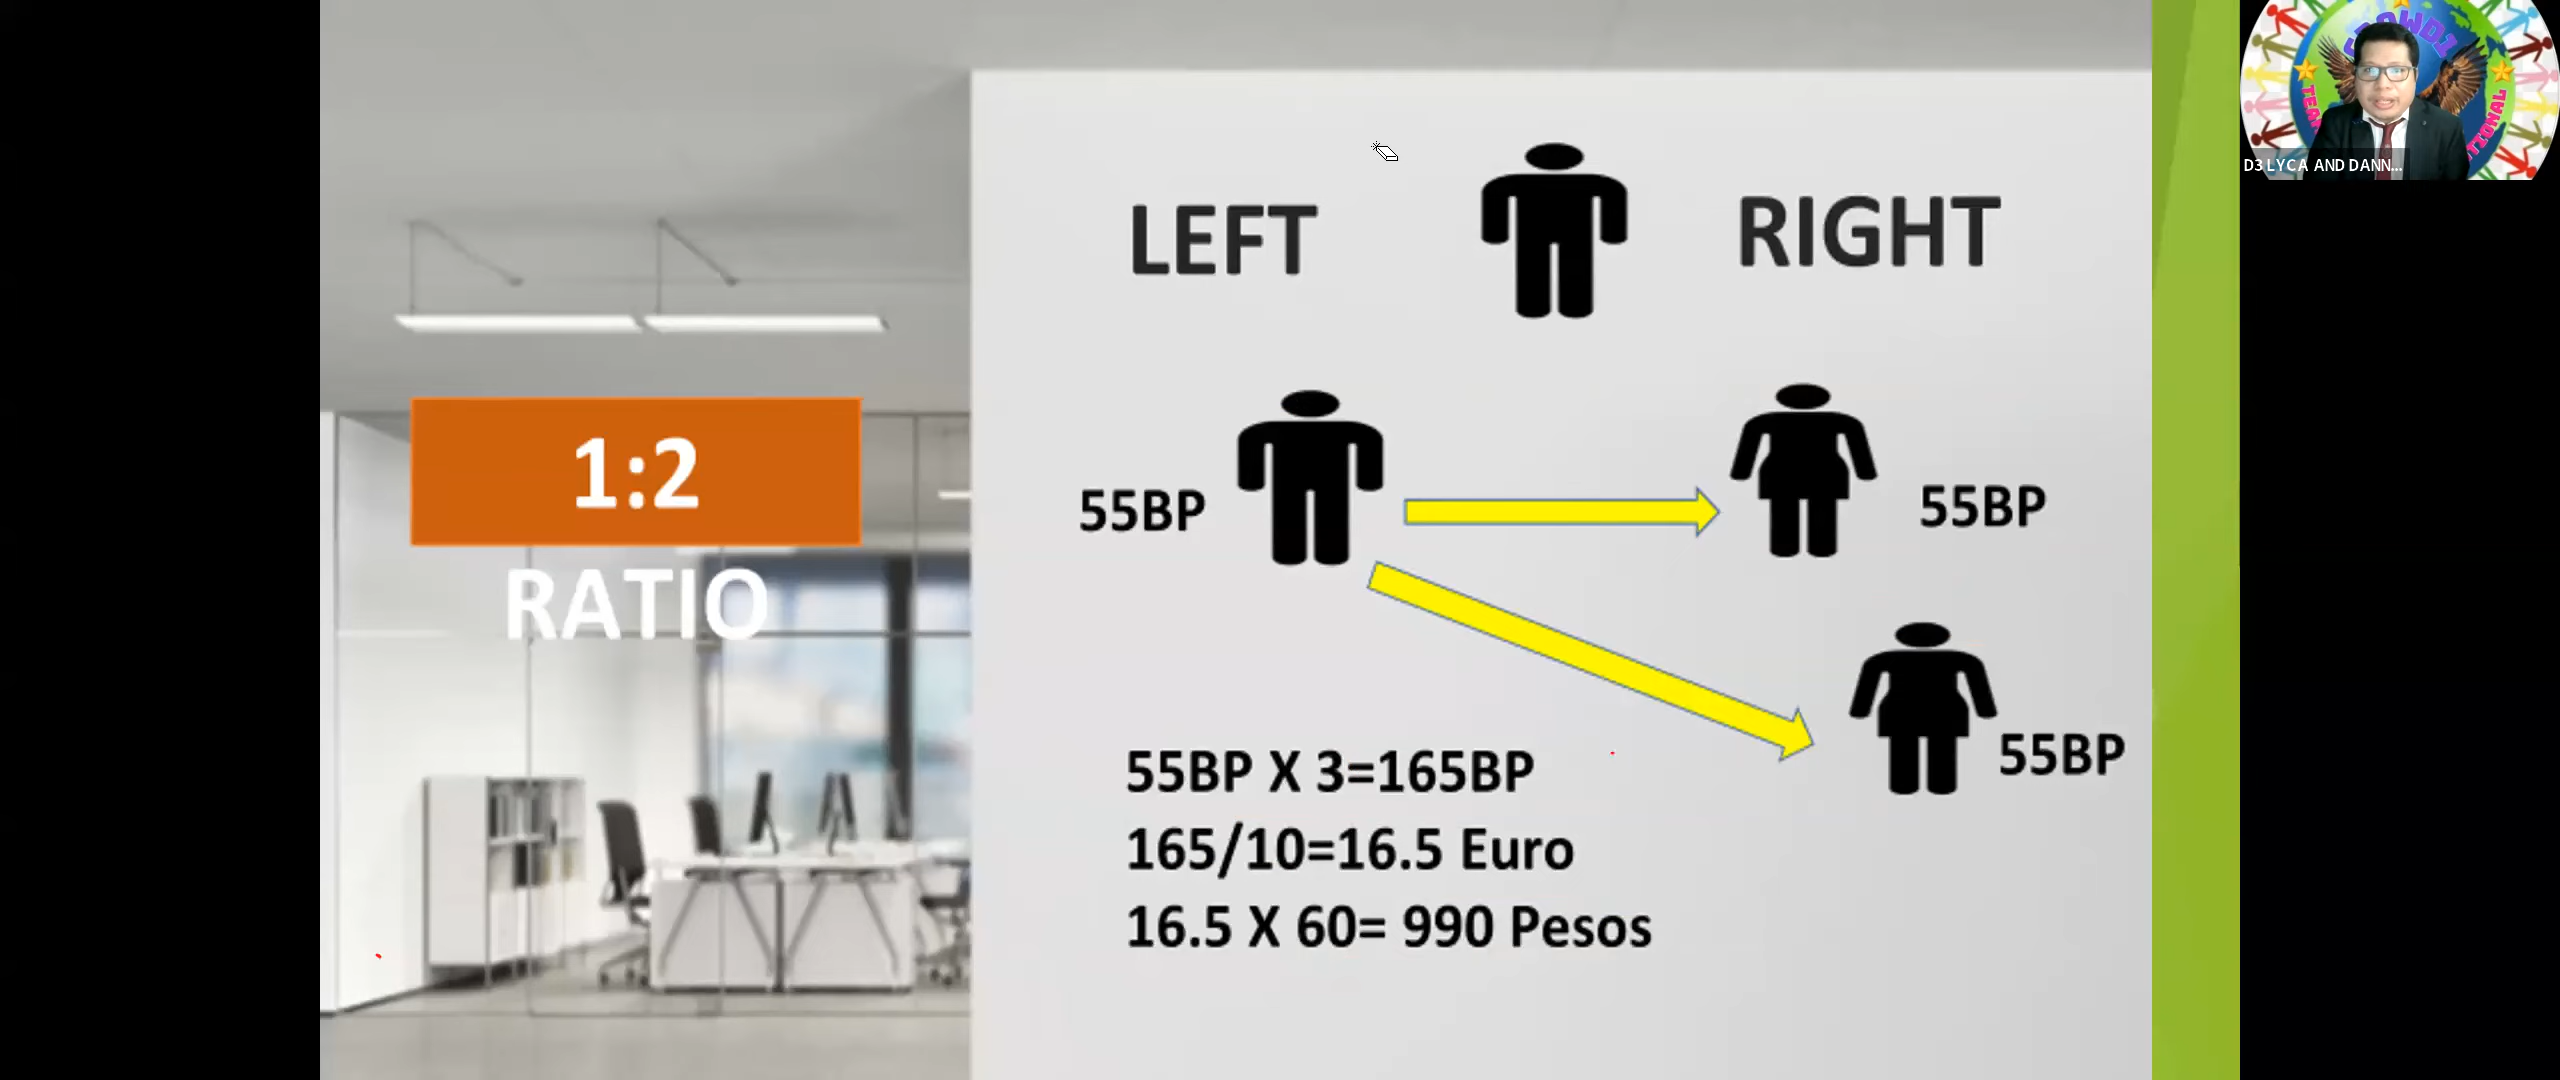 LEFT
RIGHT
1:2
RATIO
55BP
55BP
55BP
55BP X 3=165BP
165/10=16.5 Euro
16.5 X 60= 990 Pesos
D3 LYCA AND DANN...